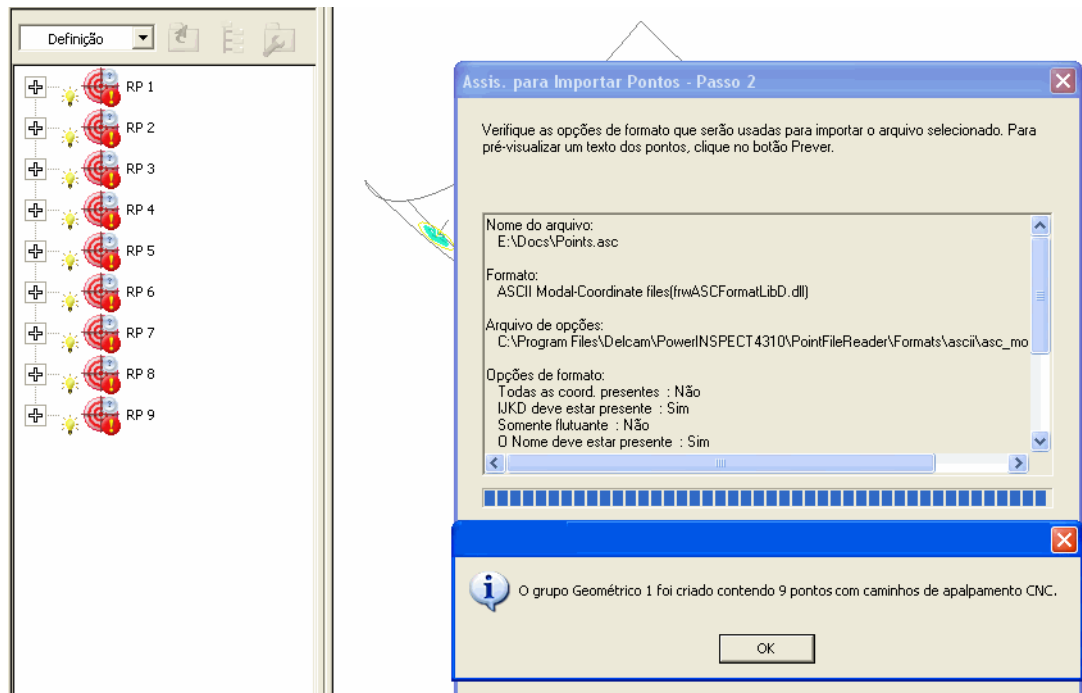 Definição
RP 1
RP 2
RP 3
RP 4
RP 5
RP 6
RP 7
RP 8
RP 9
Assis. para Importar Pontos - Passo 2
Verifique as opções de formato que serão usadas para importar o arquivo selecionado. Para
pré-visualizar um texto dos pontos, clique no botão Prever.
Nome do arquivo:
E:\Docs\Points.asc
Formato:
ASCII Modal-Coordinate files(frwASCFormatLibD.dll)
Arquivo de opções:
C:\Program Files\Delcam\PowerINSPECT4310\PointFileReader\Formats\ascii\asc_mo
Opções de formato:
Todas as coord. presentes : Não
IJKD deve estar presente : Sim
Somente flutuante : Não
O Nome deve estar presente : Sim
O grupo Geométrico 1 foi criado contendo 9 pontos com caminhos de apalpamento CNC.
OK